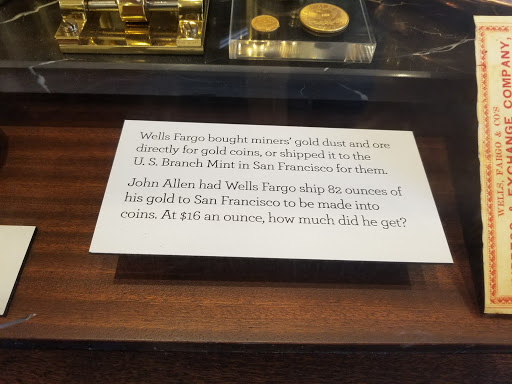 Wells Fargo bought miners' gold dust and ore
directly for gold coins, or shipped it to the
U. S. Branch Mint in San Francisco for them.
John Allen had Wells Fargo ship 82 ounces of
his gold to San Francisco to be made into
coins. At $16 an ounce, how much did he get?
WELLS, FARGO & CO'S
& EXCHANGE COMPANY.